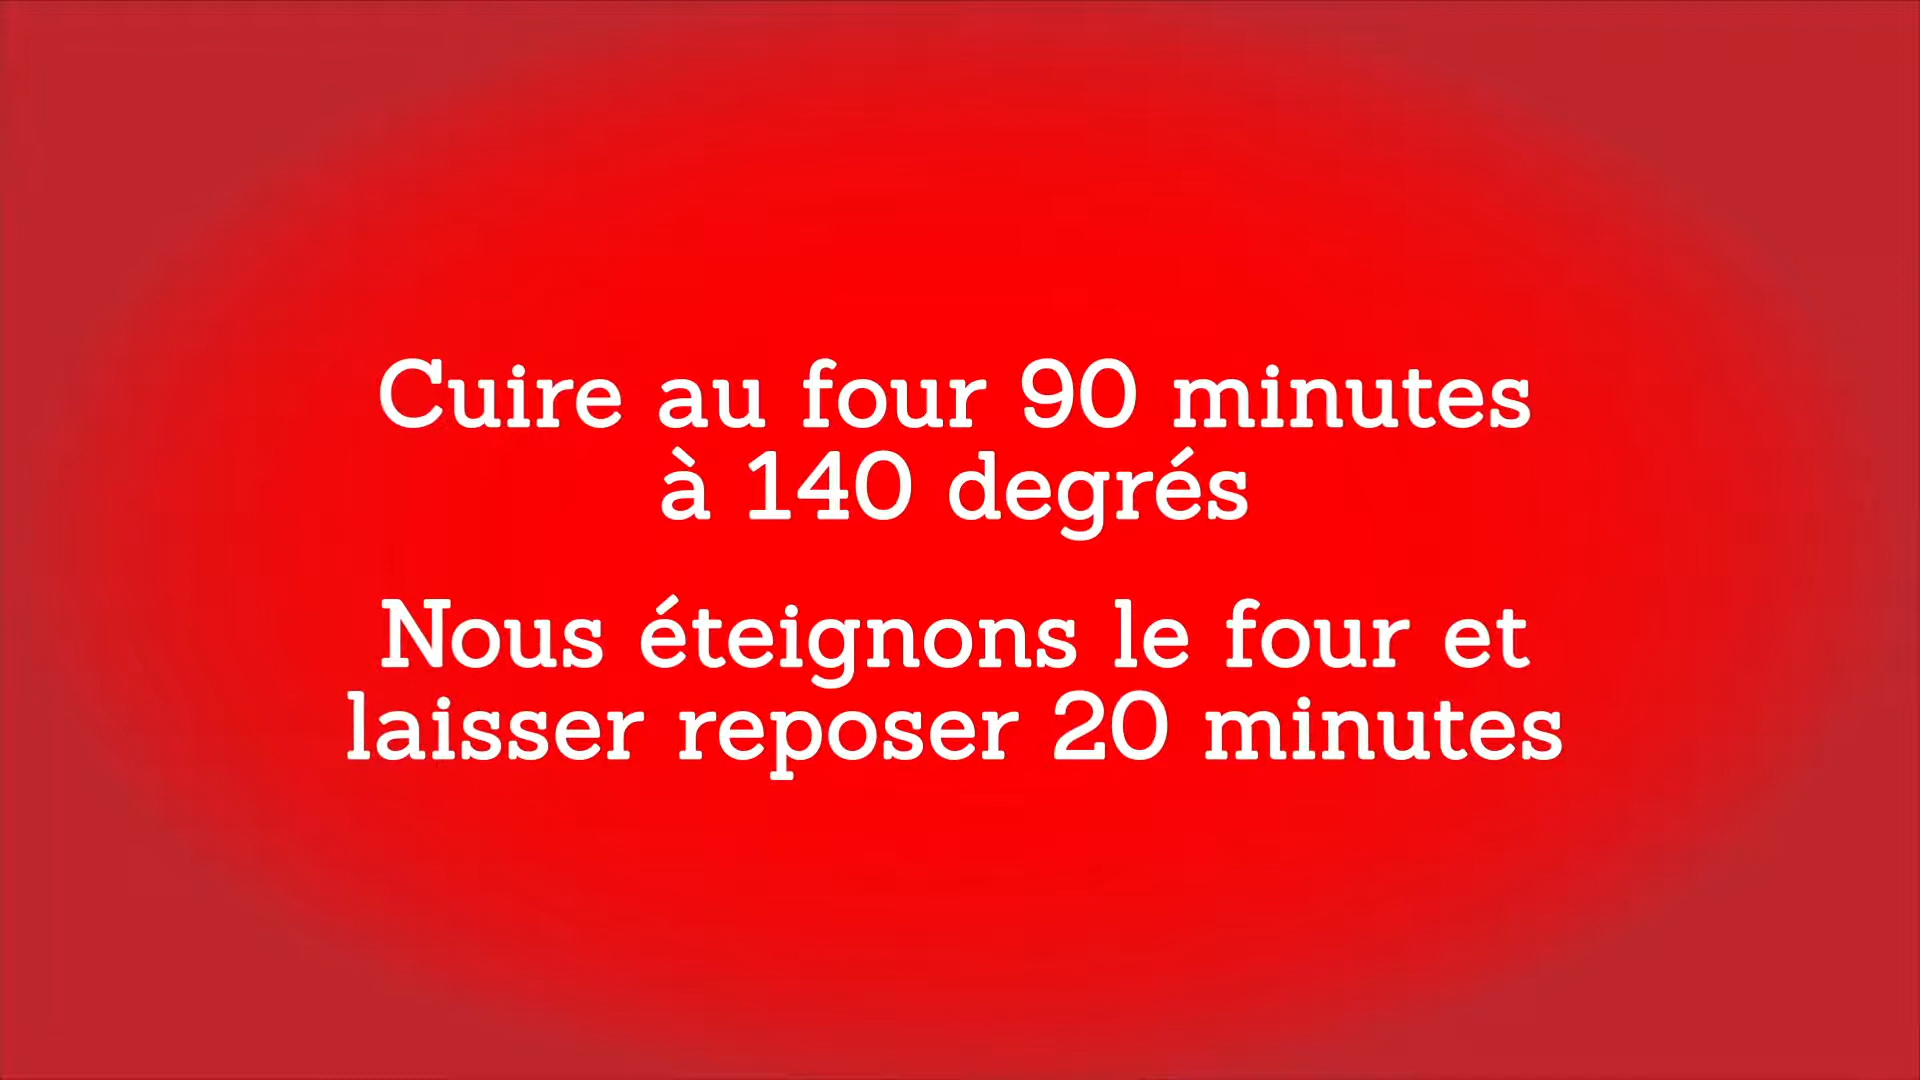 Cuire au four 90 minutes
à 140 degrés
Nous éteignons le four et
laisser reposer 20 minutes